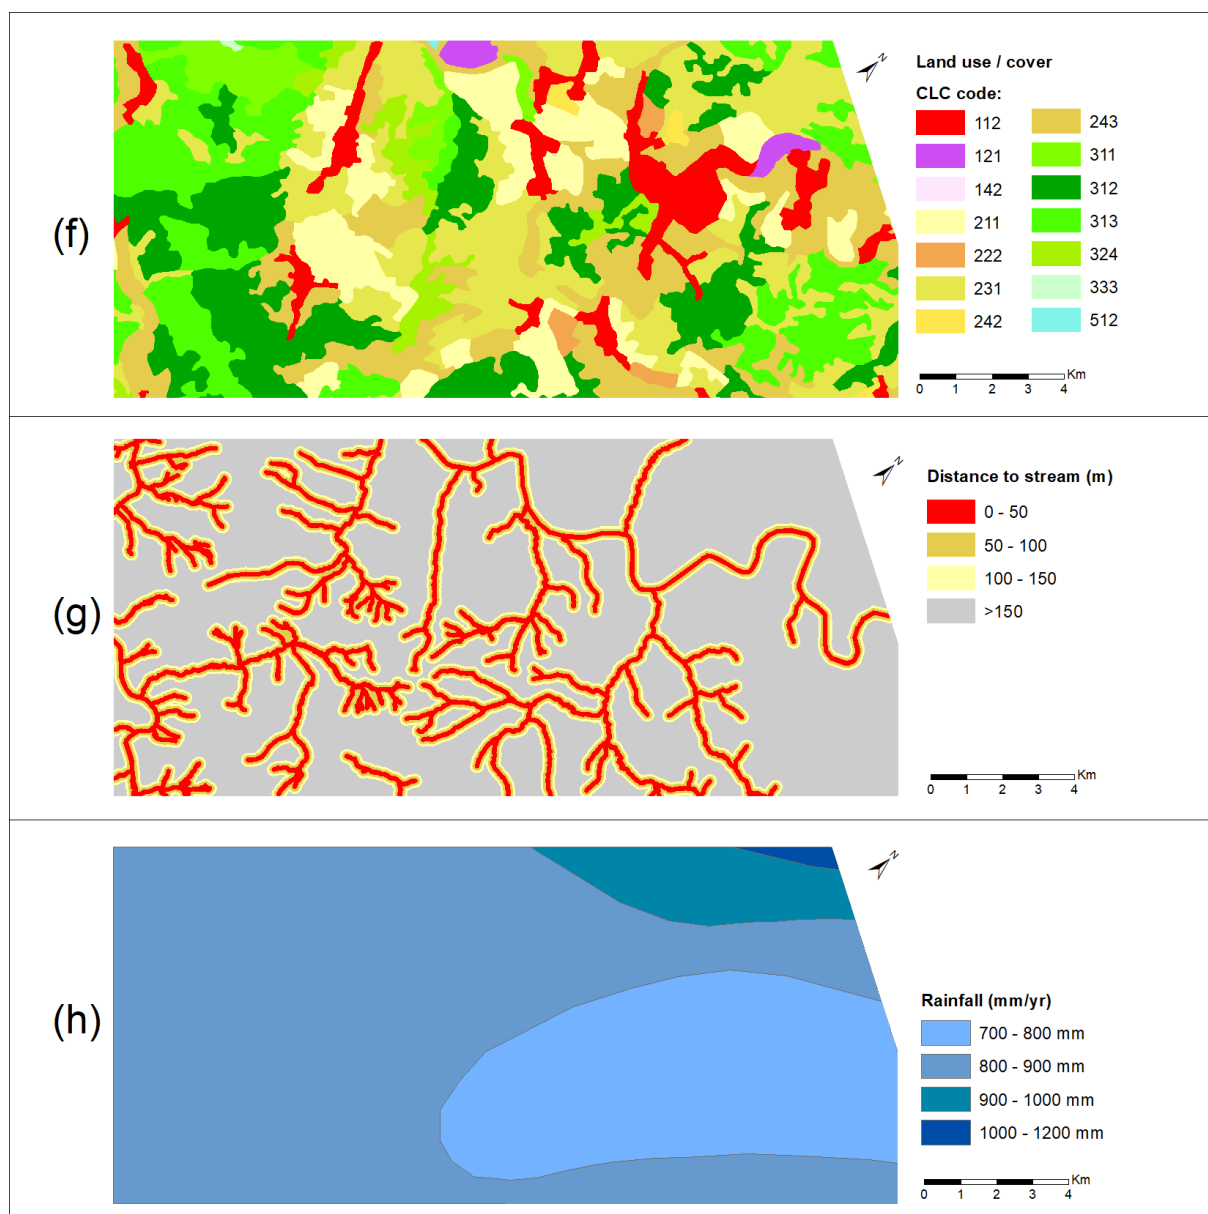 (f)
N
Land use / cover
CLC code:
112 243
121 311
142 312
211 313
222 324
231 333
242 512
Km
0 1 2 3 4
(g)
N
Distance to stream (m)
0 - 50
50 - 100
100 - 150
>150
Km
0 1 2 3 4
(h)
N
Rainfall (mm/yr)
700 - 800 mm
800 - 900 mm
900 - 1000 mm
1000 - 1200 mm
Km
0 1 2 3 4